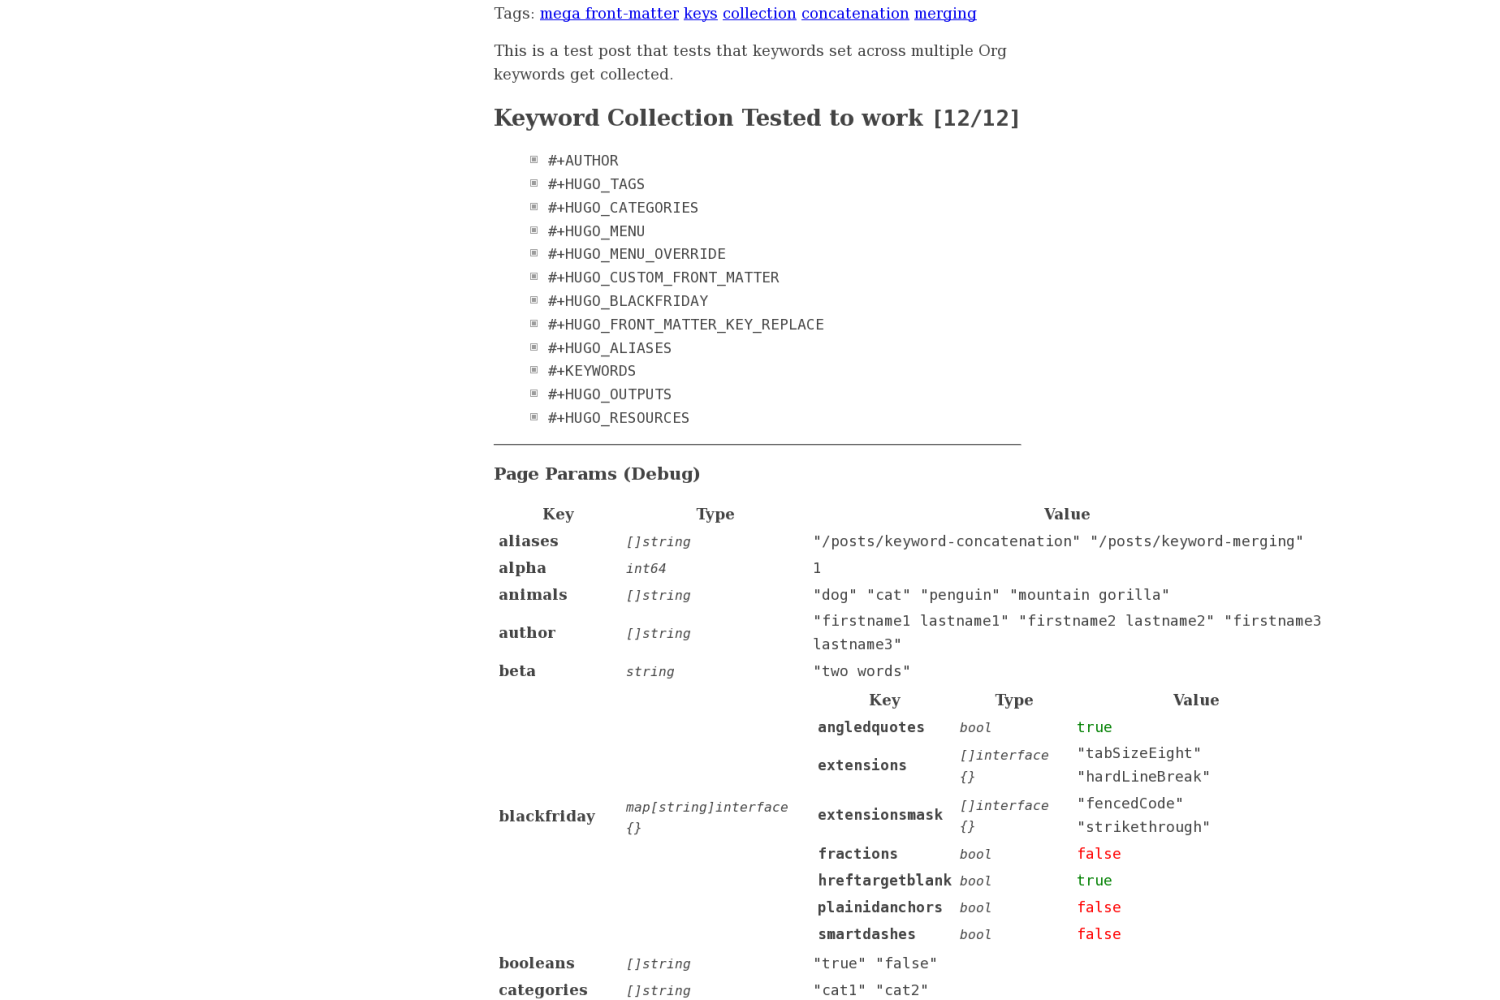 Tags: mega front-matter keys collection concatenation merging
This is a test post that tests that keywords set across multiple Org
keywords get collected.
Keyword Collection Tested to work [12/12]
#+AUTHOR
#+HUGO_TAGS
#+HUGO_CATEGORIES
#+HUGO_MENU
#+HUGO_MENU_OVERRIDE
#+HUGO_CUSTOM_FRONT_MATTER
#+HUGO_BLACKFRIDAY
#+HUGO_FRONT_MATTER_KEY_REPLACE
#+HUGO_ALIASES
#+KEYWORDS
#+HUGO_OUTPUTS
#+HUGO_RESOURCES
Page Params (Debug)
Key Type Value
aliases []string "/posts/keyword-concatenation" "/posts/keyword-merging"
alpha int64 1
animals []string "dog" "cat" "penguin" "mountain gorilla"
author []string "firstname1 lastname1" "firstname2 lastname2" "firstname3
lastname3"
beta string "two words"
blackfriday map[string]interface
{}
Key Type Value
angledquotes bool true
extensions []interface
{} "tabSizeEight"
"hardLineBreak"
extensionsmask []interface
{} "fencedCode"
"strikethrough"
fractions bool false
hreftargetblank bool true
plainidanchors bool false
smartdashes bool false
booleans []string "true" "false"
categories []string "cat1" "cat2"